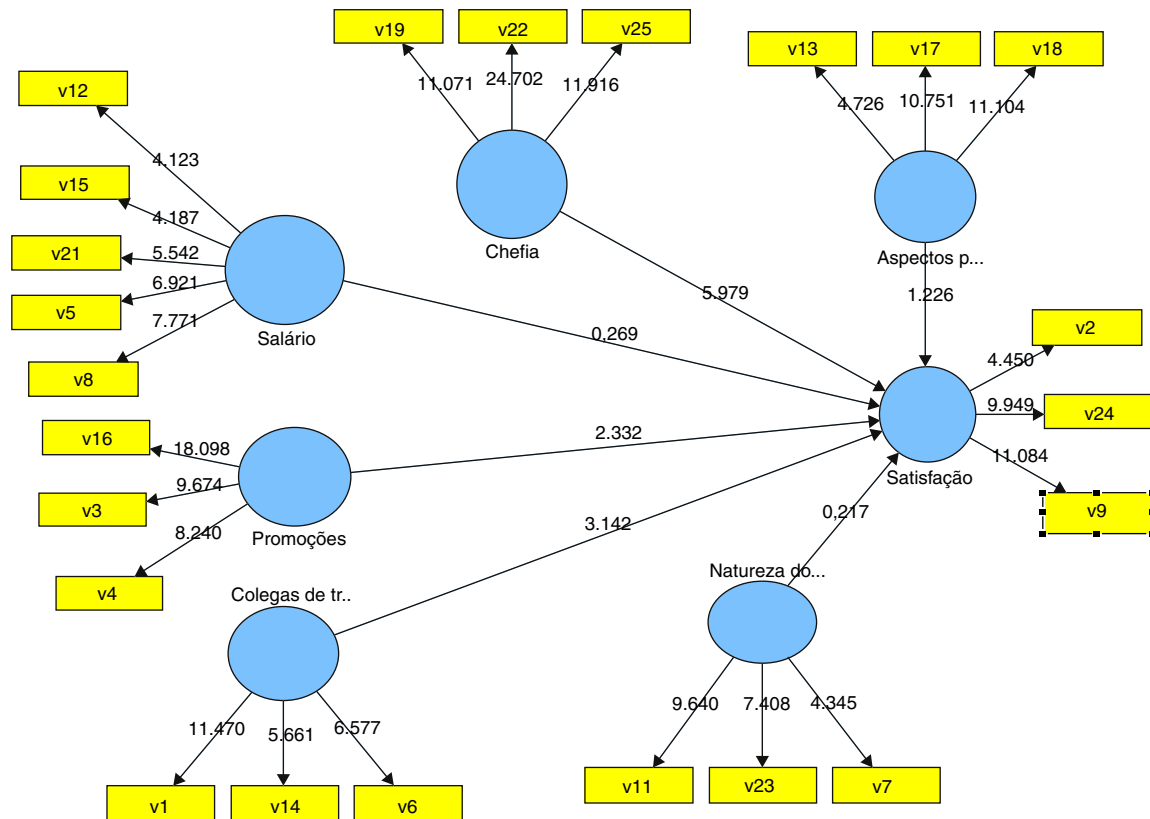 v19
v22
v25
v13
v17
v18
11.071
24.702
11.916
4.726
10.751
11.104
v12
4.123
v15
4.187
v21
5.542
v5
6.921
v8
7.771
Salário
Chefia
Aspectos p...
5.979
1.226
0,269
v2
4.450
v24
9.949
11.084
v9
Satisfação
v16
18.098
v3
9.674
8.240
v4
Promoções
2.332
3.142
0,217
Colegas de tr..
Natureza do...
11.470
5.661
6.577
9.640
7.408
4.345
v1
v14
v6
v11
v23
v7